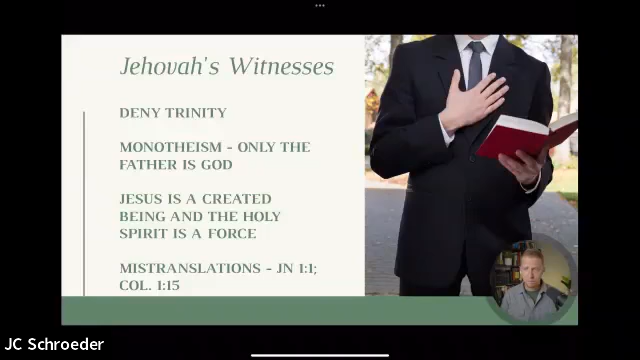 Jehovah's Witnesses
DENY TRINITY
MONOTHEISM - ONLY THE
FATHER IS GOD
JESUS IS A CREATED
BEING AND THE HOLY
SPIRIT IS A FORCE
MISTRANSLATIONS - JN 1:1;
COL. 1:15
JC Schroeder